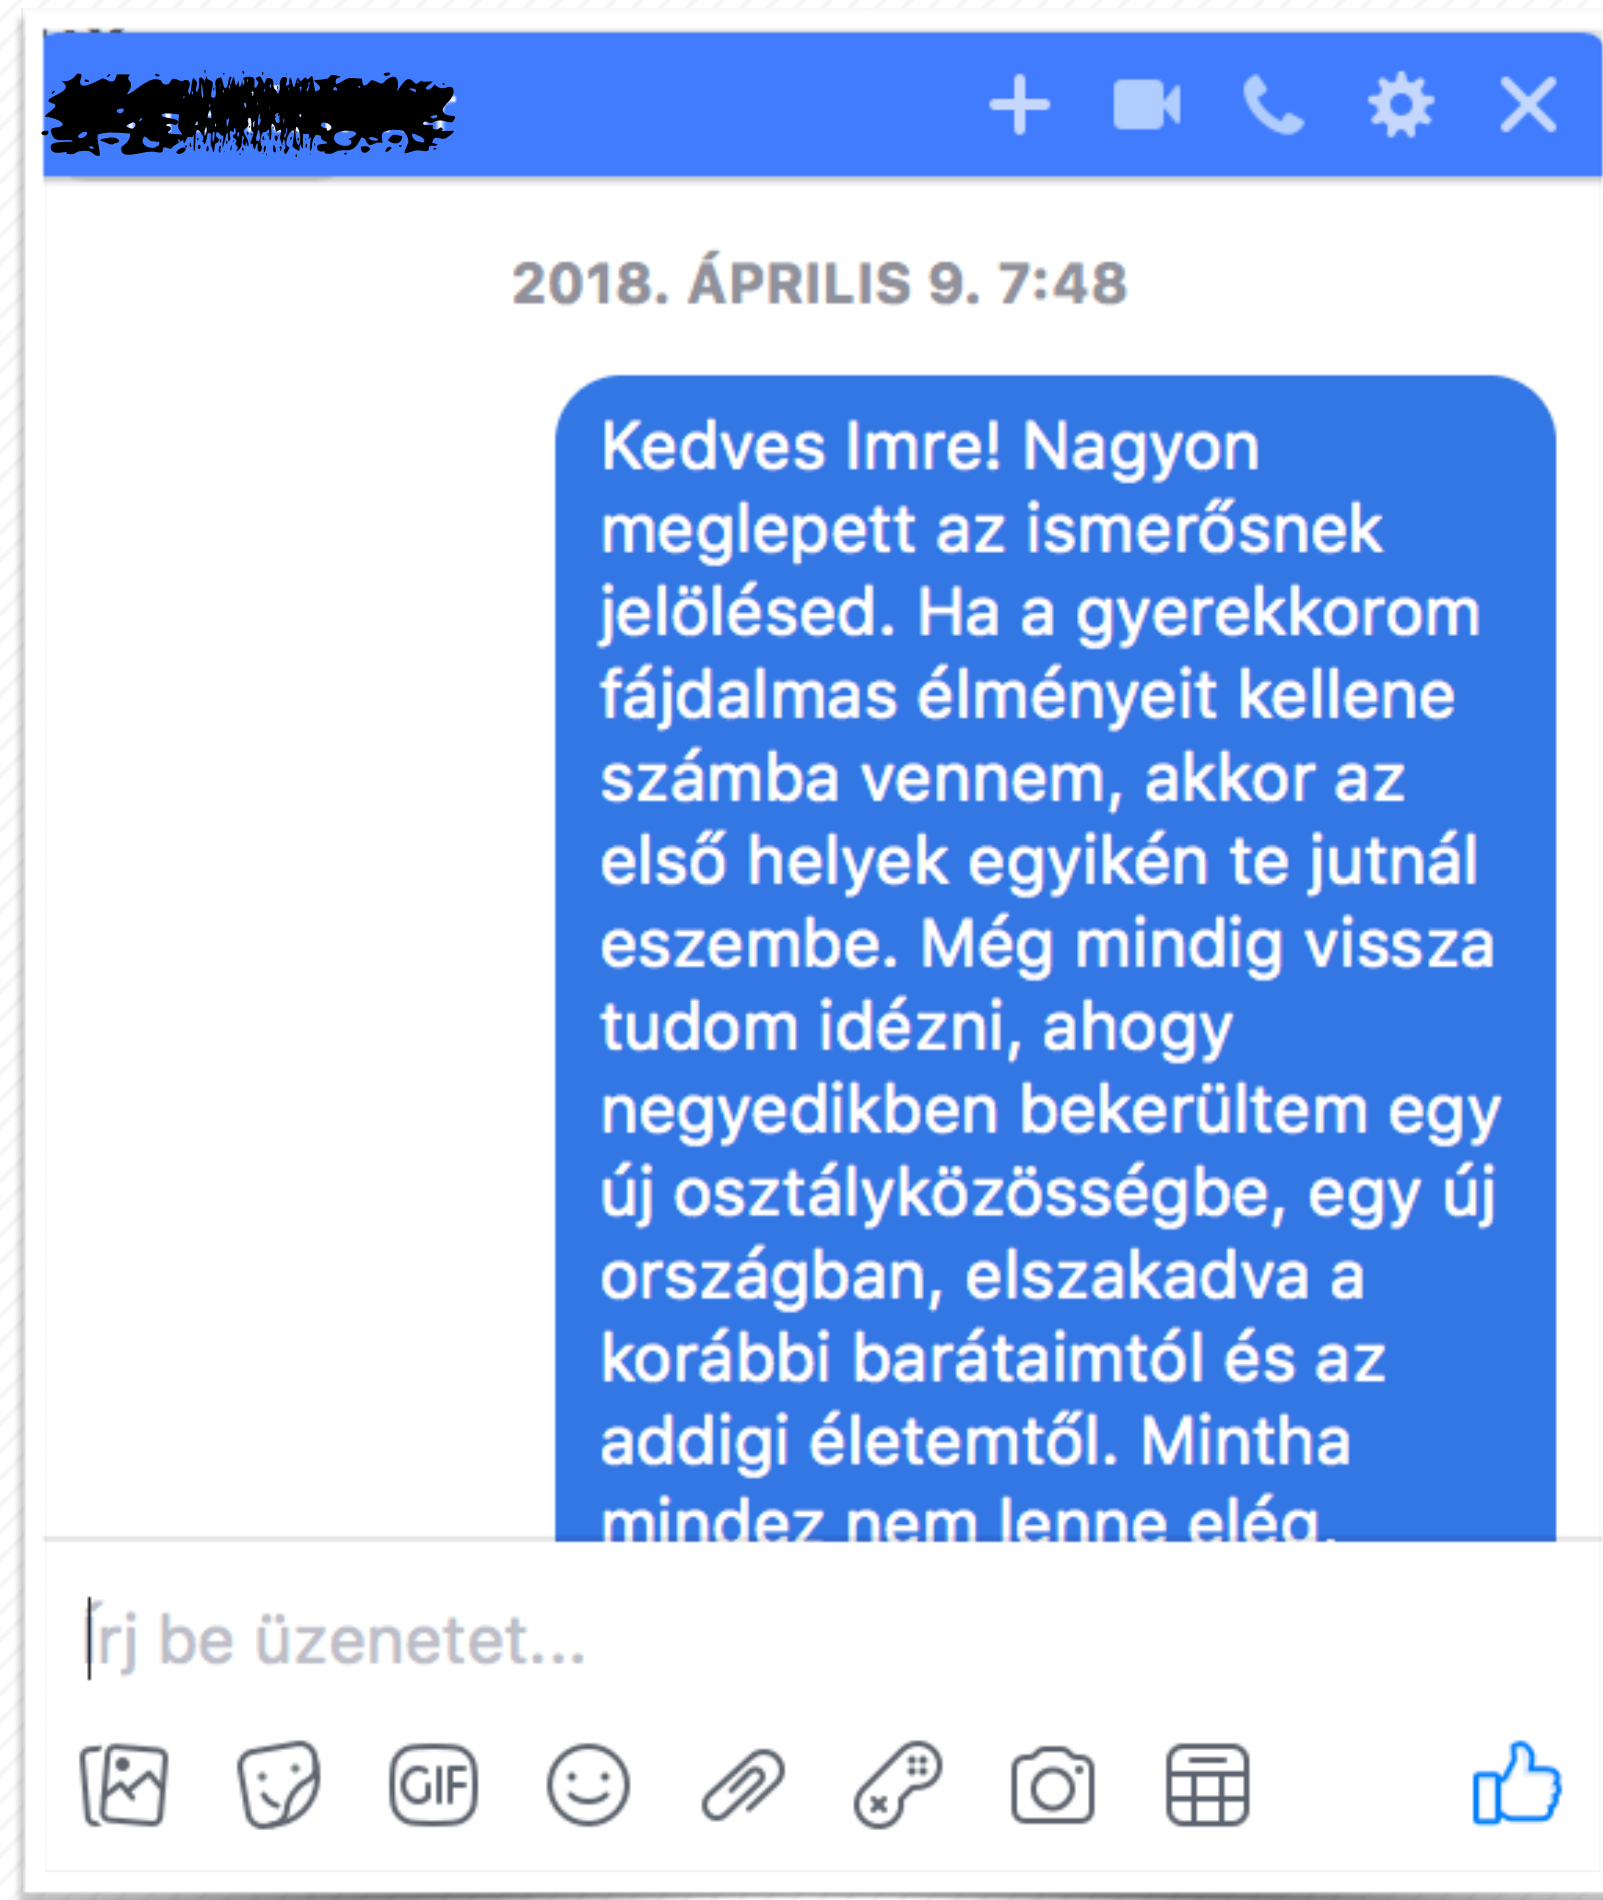 2018. ÁPRILIS 9. 7:48
Kedves Imre! Nagyon
meglepett az ismerősnek
jelölésed. Ha a gyerekkorom
fájdalmas élményeit kellene
számba vennem, akkor az
első helyek egyikén te jutnál
eszembe. Még mindig vissza
tudom idézni, ahogy
negyedikben bekerültem egy
új osztályközösségbe, egy új
országban, elszakadva a
korábbi barátaimtól és az
addigi életemtől. Mintha
mindez nem lenne elég,
Írj be üzenetet...
GIF